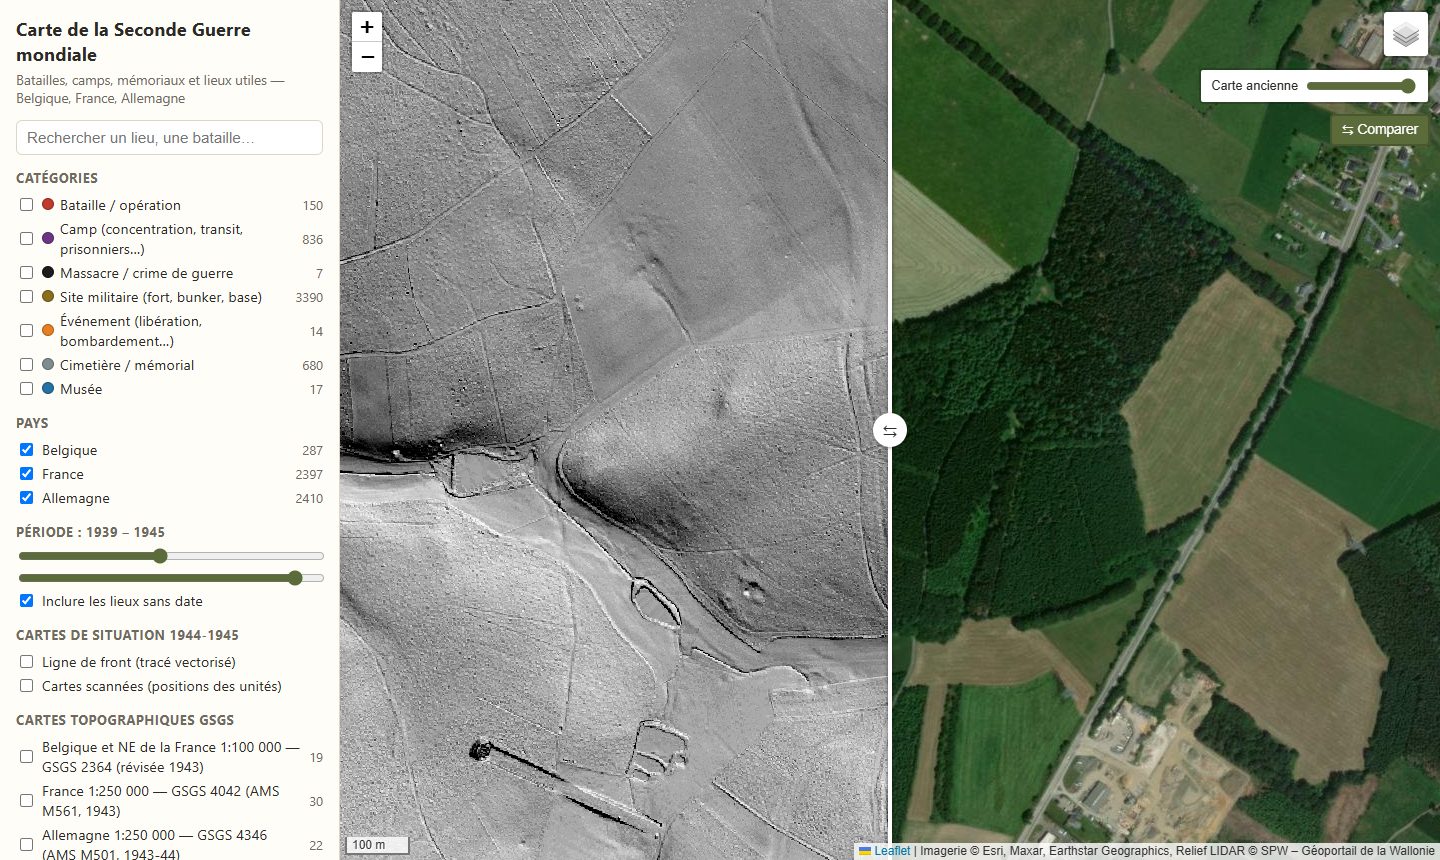 Carte de la Seconde Guerre
mondiale
Batailles, camps, mémoriaux et lieux utiles —
Belgique, France, Allemagne
Rechercher un lieu, une bataille…
CATÉGORIES
Bataille / opération 150
Camp (concentration, transit,
prisonniers…) 836
Massacre / crime de guerre 7
Site militaire (fort, bunker, base) 3390
Événement (libération,
bombardement…) 14
Cimetière / mémorial 680
Musée 17
PAYS
Belgique 287
France 2397
Allemagne 2410
PÉRIODE : 1939 – 1945
Inclure les lieux sans date
CARTES DE SITUATION 1944-1945
Ligne de front (tracé vectorisé)
Cartes scannées (positions des unités)
CARTES TOPOGRAPHIQUES GSGS
Belgique et NE de la France 1:100 000 —
GSGS 2364 (révisée 1943) 19
France 1:250 000 — GSGS 4042 (AMS
M561, 1943) 30
Allemagne 1:250 000 — GSGS 4346
(AMS M501, 1943-44) 22
+
−
100 m
Carte ancienne
⇆ Comparer
⇆
Leaflet | Imagerie © Esri, Maxar, Earthstar Geographics, Relief LIDAR © SPW – Géoportail de la Wallonie